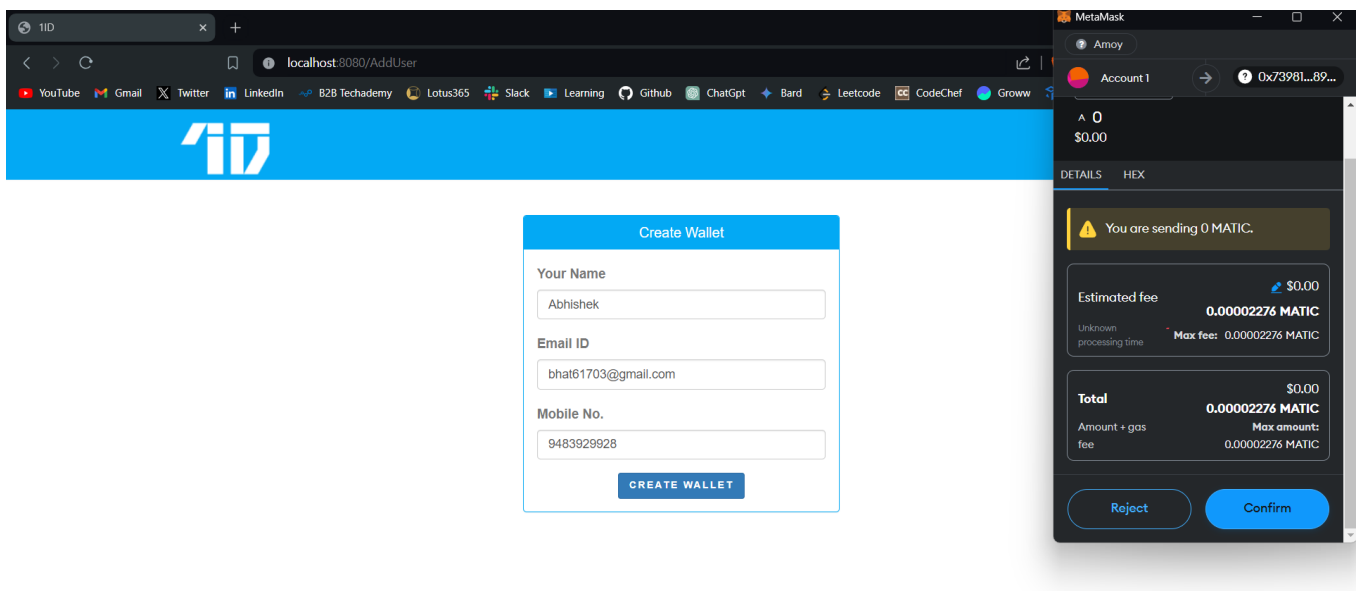 1ID
localhost:8080/AddUser
YouTube Gmail Twitter LinkedIn B2B Techademy Lotus365 Slack Learning Github ChatGpt Bard Leetcode CodeChef Groww
1ID
Create Wallet
Your Name
Abhishek
Email ID
bhat61703@gmail.com
Mobile No.
9483929928
CREATE WALLET
MetaMask
Amoy
Account 1
0x73981...89...
A 0
$0.00
DETAILS HEX
You are sending 0 MATIC.
$0.00
Estimated fee
0.00002276 MATIC
Unknown processing time
Max fee: 0.00002276 MATIC
$0.00
Total
0.00002276 MATIC
Amount + gas fee
Max amount:
0.00002276 MATIC
Reject Confirm